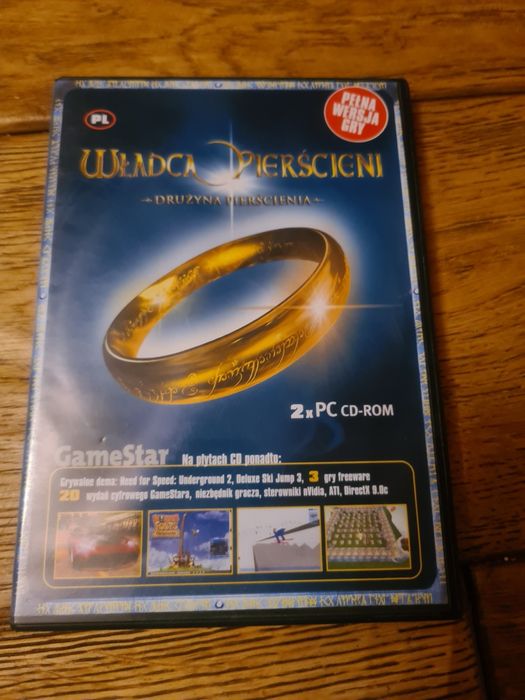 PL
PEŁNA
WERSJA
GRY
WŁADCA PIERŚCIENI
DRUŻYNA PIERŚCIENIA
2 x PC CD-ROM
GameStar Na płytach CD ponadto:
Grywalne dema: Need for Speed: Underground 2, Deluxe Ski Jump 3, 3 gry freeware
20 wydań cyfrowego GameStara, niezbędnik gracza, sterowniki nVidia, ATI, DirectX 9.0c